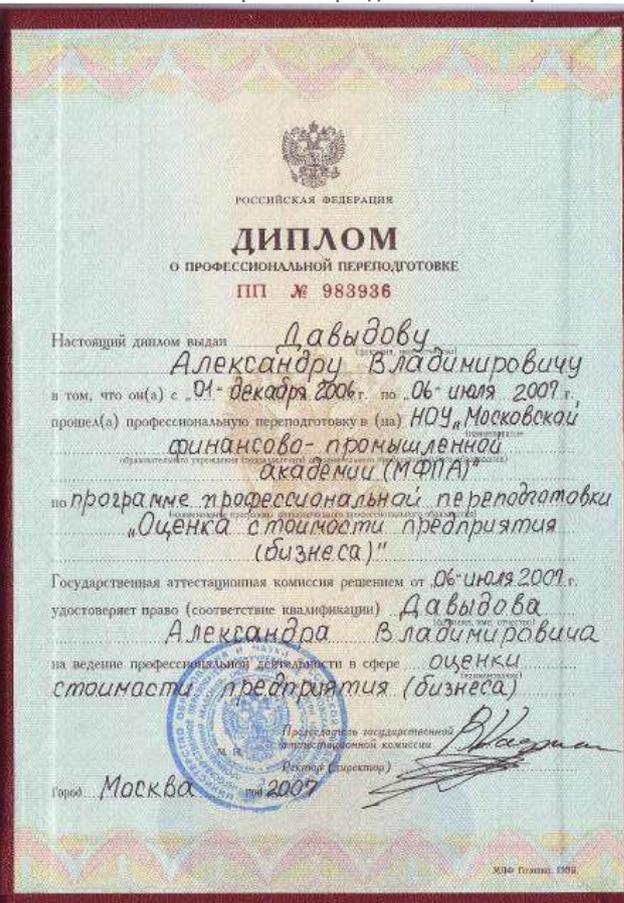 РОССИЙСКАЯ ФЕДЕРАЦИЯ
ДИПЛОМ
О ПРОФЕССИОНАЛЬНОЙ ПЕРЕПОДГОТОВКЕ
ПП № 983936
Настоящий диплом выдан Давыдову
Александру Владимировичу
в том, что он(а) с „01“ декабря 2006 г. по „06“ июля 2007 г.
прошел(а) профессиональную переподготовку в (на) НОУ „Московской
финансово-промышленной
академии (МФПА)"
по программе профессиональной переподготовки
„Оценка стоимости предприятия
(бизнеса)"
Государственная аттестационная комиссия решением от „06“ июля 2007 г.
удостоверяет право (соответствие квалификации) Давыдова
(фамилия, имя, отчество)
Александра Владимировича
на ведение профессиональной деятельности в сфере оценки
(наименование)
стоимости предприятия (бизнеса)
Председатель государственной
аттестационной комиссии
М. П.
Ректор (директор)
Город Москва год 2007